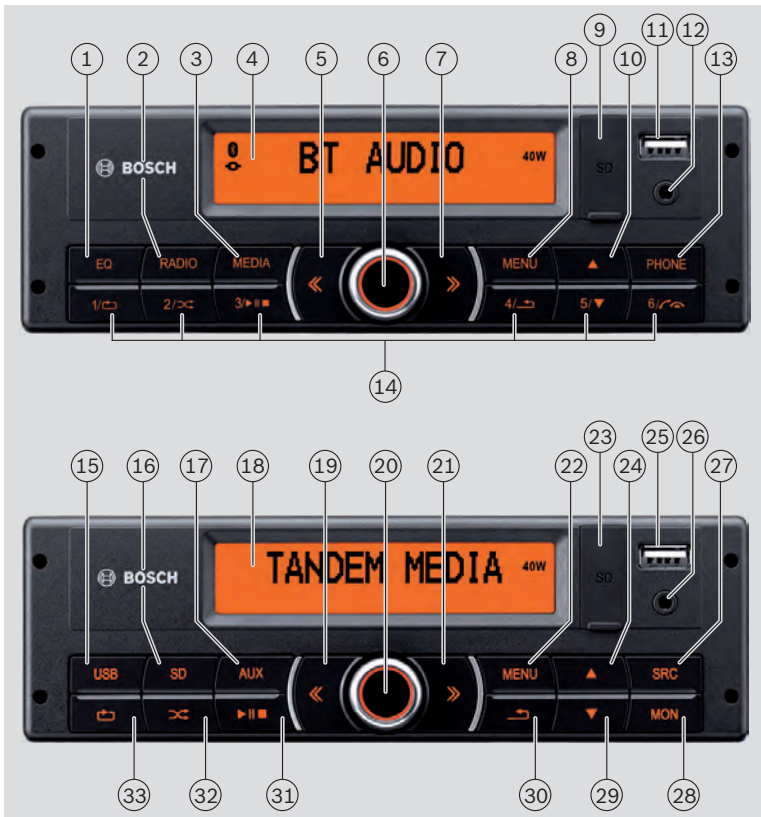 1 2 3 4 5 6 7 8 9 10 11 12 13
BOSCH
BT AUDIO 40W
SD
EQ RADIO MEDIA MENU ▲ PHONE
1/ 2/ 3/ 4/ 5/▼ 6/
14
15 16 17 18 19 20 21 22 23 24 25 26 27
BOSCH
TANDEM MEDIA 40W
SD
USB SD AUX MENU ▲ SRC
MON
33 32 31 30 29 28